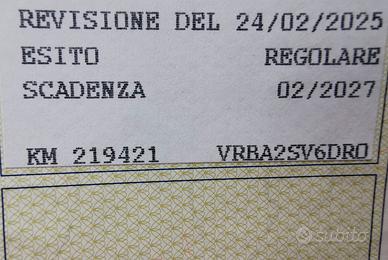 REVISIONE DEL 24/02/2025
ESITO REGOLARE
SCADENZA 02/2027
KM 219421 VRBA2SV6DRO
subito